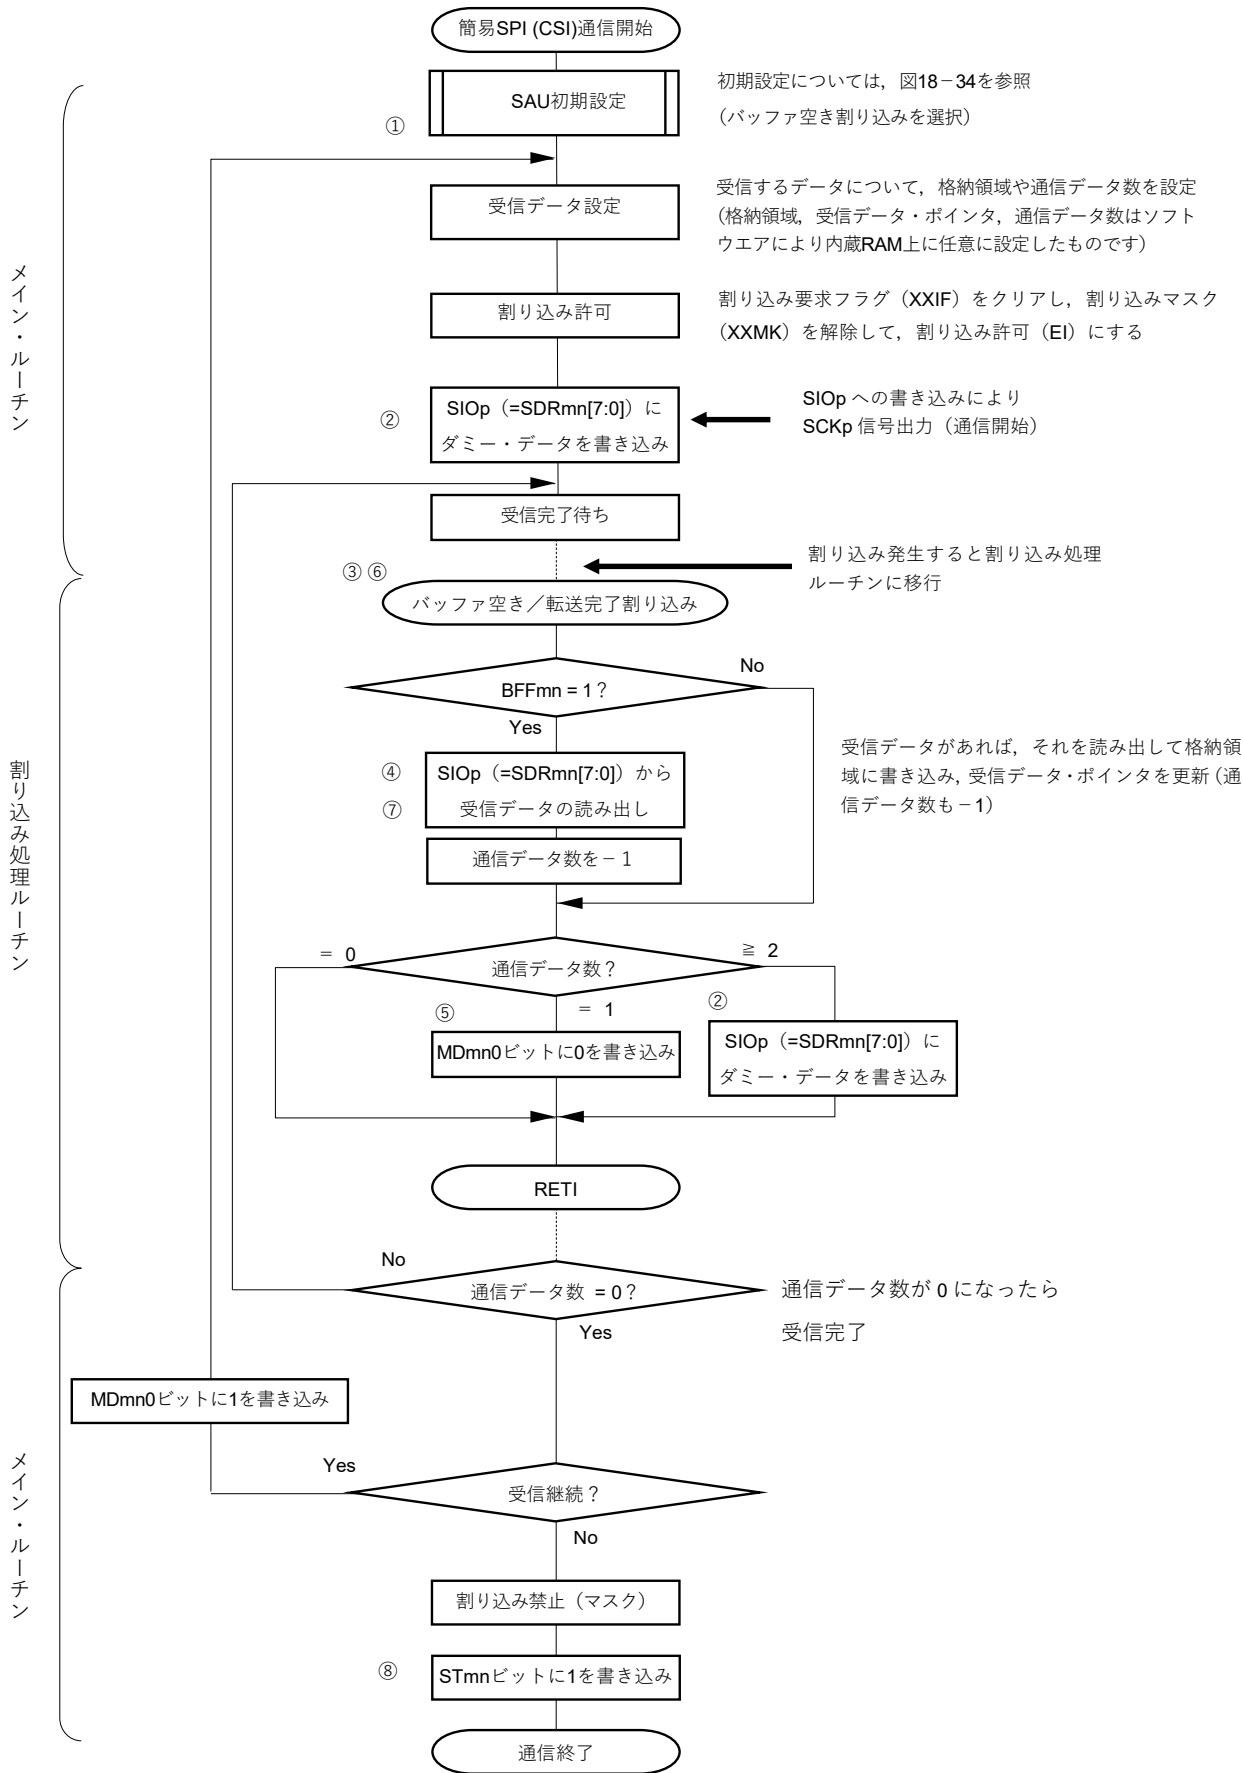 簡易SPI (CSI)通信開始
SAU初期設定
初期設定については，図18－34を参照
（バッファ空き割り込みを選択）
①
受信データ設定
受信するデータについて，格納領域や通信データ数を設定
（格納領域，受信データ・ポインタ，通信データ数はソフト
ウエアにより内蔵RAM上に任意に設定したものです）
メイン・ルーチン
割り込み許可
割り込み要求フラグ（XXIF）をクリアし，割り込みマスク
（XXMK）を解除して，割り込み許可（EI）にする
②
SIOp（=SDRmn[7:0]）に
ダミー・データを書き込み
SIOp への書き込みにより
SCKp 信号出力（通信開始）
受信完了待ち
割り込み発生すると割り込み処理
ルーチンに移行
③ ⑥
バッファ空き／転送完了割り込み
BFFmn = 1？
No
Yes
割り込み処理ルーチン
④
⑦
SIOp（=SDRmn[7:0]）から
受信データの読み出し
受信データがあれば，それを読み出して格納領
域に書き込み，受信データ・ポインタを更新（通
信データ数も－1）
通信データ数を－１
＝ 0
通信データ数？
≧ 2
＝ 1
⑤
MDmn0ビットに0を書き込み
②
SIOp（=SDRmn[7:0]）に
ダミー・データを書き込み
RETI
No
通信データ数 = 0？
通信データ数が 0 になったら
受信完了
Yes
MDmn0ビットに1を書き込み
メイン・ルーチン
Yes
受信継続？
No
割り込み禁止（マスク）
⑧
STmnビットに1を書き込み
通信終了